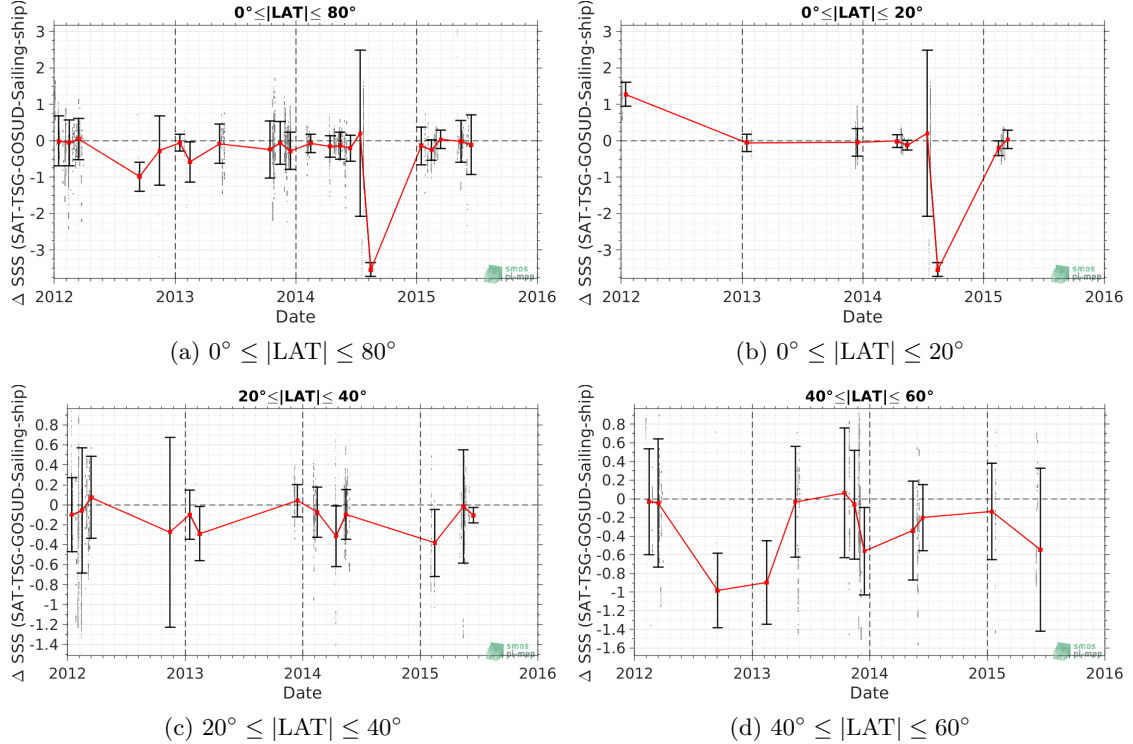 0°≤|LAT|≤ 80°
Δ SSS (SAT-TSG-GOSUD-Sailing-ship)
3
2
1
0
-1
-2
-3
2012 2013 2014 2015 2016
Date
smos
pi-mep
(a) 0° ≤ |LAT| ≤ 80°
0°≤|LAT|≤ 20°
Δ SSS (SAT-TSG-GOSUD-Sailing-ship)
3
2
1
0
-1
-2
-3
2012 2013 2014 2015 2016
Date
smos
pi-mep
(b) 0° ≤ |LAT| ≤ 20°
20°≤|LAT|≤ 40°
Δ SSS (SAT-TSG-GOSUD-Sailing-ship)
0.8
0.6
0.4
0.2
0
-0.2
-0.4
-0.6
-0.8
-1
-1.2
-1.4
2012 2013 2014 2015 2016
Date
smos
pi-mep
(c) 20° ≤ |LAT| ≤ 40°
40°≤|LAT|≤ 60°
Δ SSS (SAT-TSG-GOSUD-Sailing-ship)
0.8
0.6
0.4
0.2
0
-0.2
-0.4
-0.6
-0.8
-1
-1.2
-1.4
-1.6
2012 2013 2014 2015 2016
Date
smos
pi-mep
(d) 40° ≤ |LAT| ≤ 60°